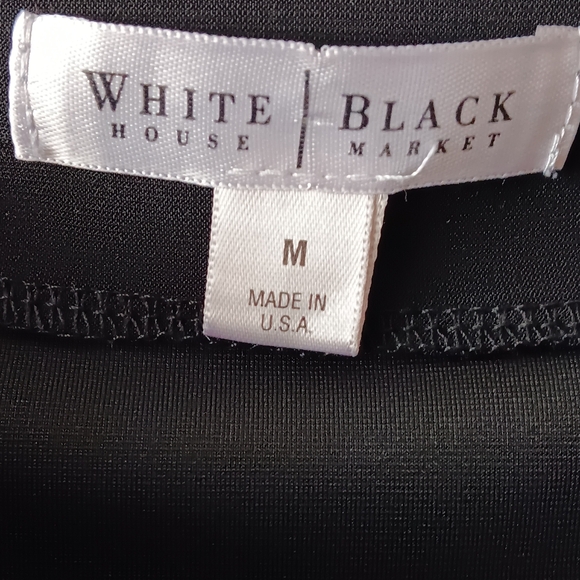 WHITE | BLACK
HOUSE MARKET
M
MADE IN
U.S.A.